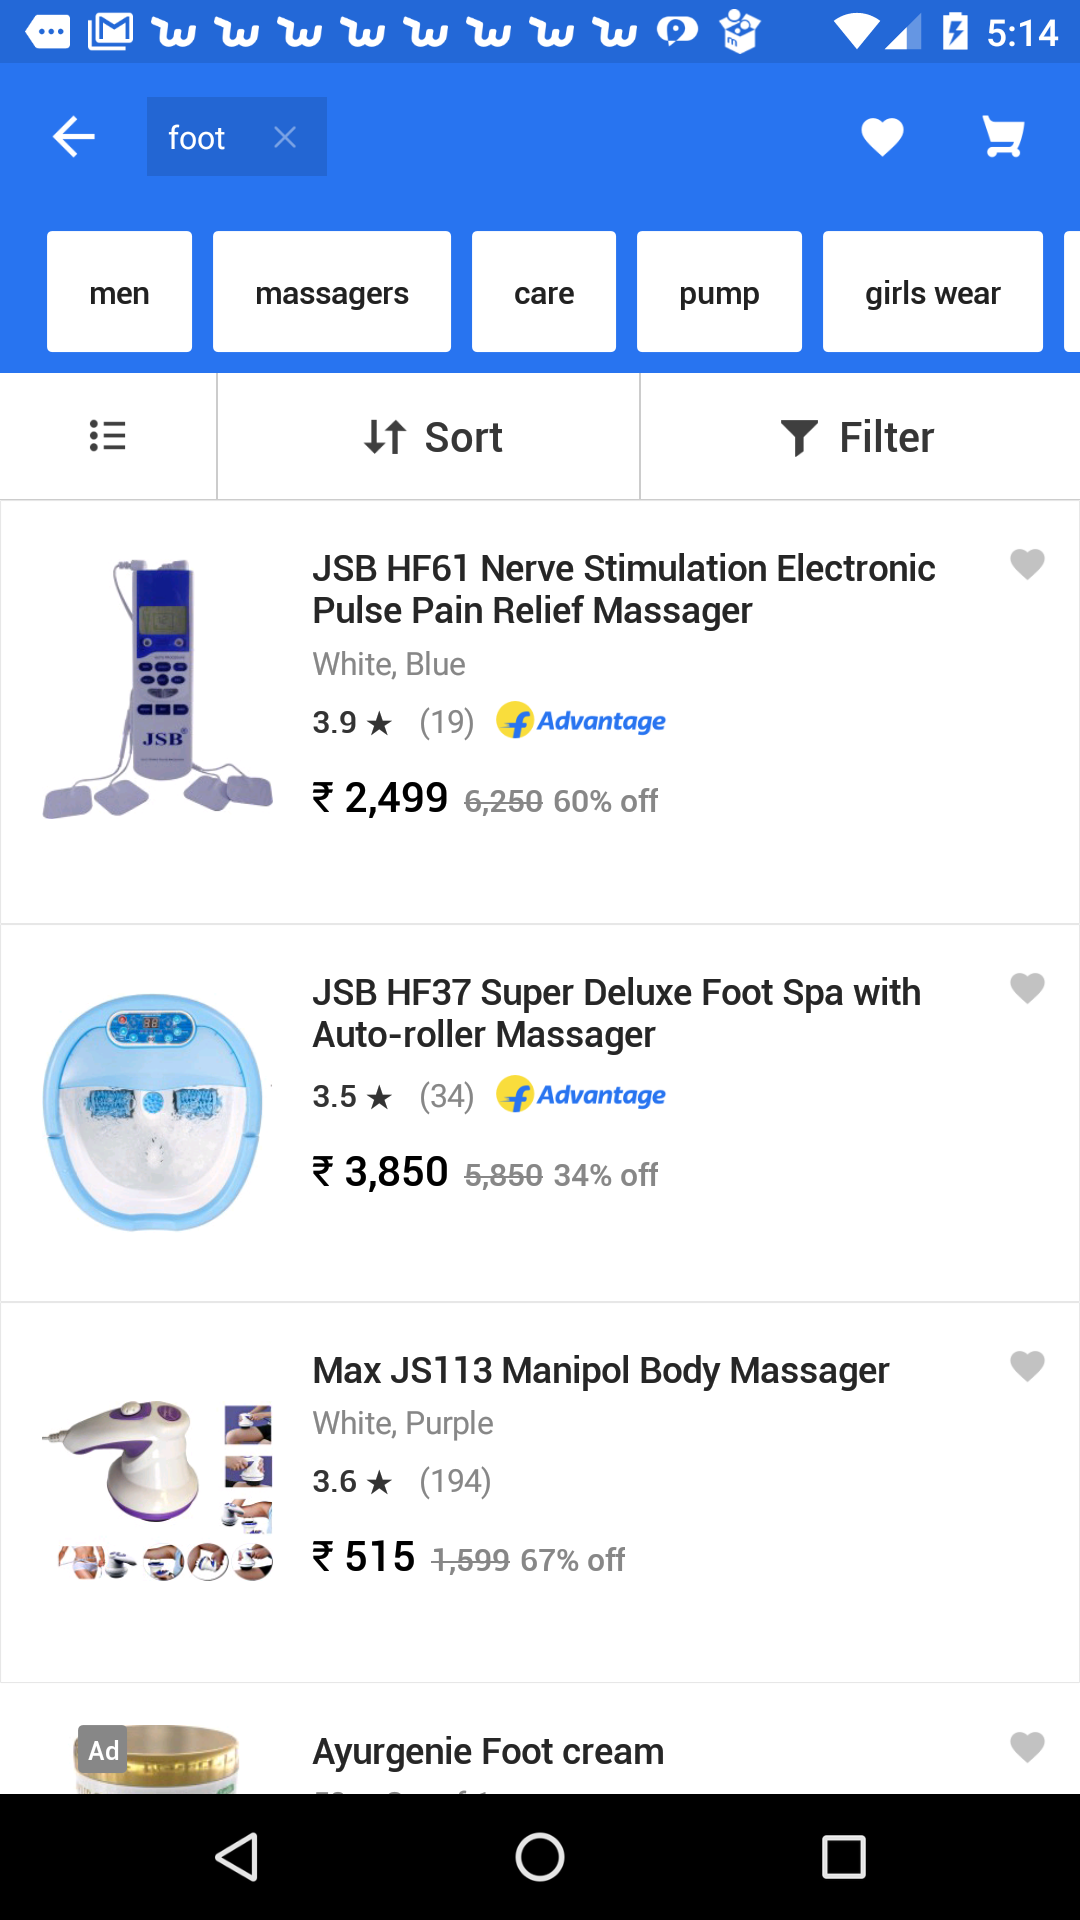 5:14
foot
men
massagers
care
pump
girls wear
Sort
Filter
JSB HF61 Nerve Stimulation Electronic
Pulse Pain Relief Massager
White, Blue
3.9 ★ (19) Advantage
₹ 2,499 6,250 60% off
JSB
JSB HF37 Super Deluxe Foot Spa with
Auto-roller Massager
3.5 ★ (34) Advantage
₹ 3,850 5,850 34% off
Max JS113 Manipol Body Massager
White, Purple
3.6 ★ (194)
₹ 515 1,599 67% off
Ad
Ayurgenie Foot cream